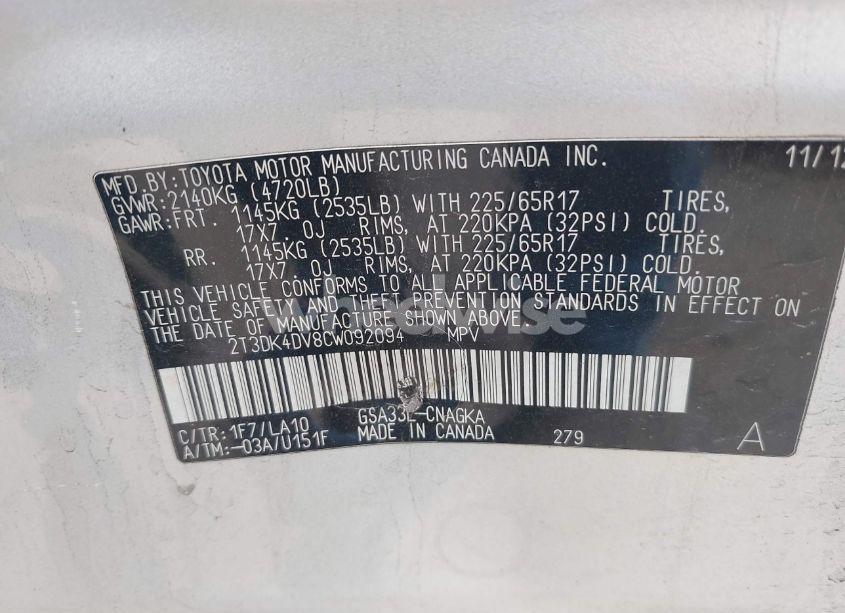 MFD. BY: TOYOTA MOTOR MANUFACTURING CANADA INC. 11/12
GVWR: 2140KG (4720LB)
GAWR: FRT. 1145KG (2535LB) WITH 225/65R17 TIRES,
17X7.0J RIMS, AT 220KPA (32PSI) COLD.
RR. 1145KG (2535LB) WITH 225/65R17 TIRES,
17X7.0J RIMS, AT 220KPA (32PSI) COLD.
THIS VEHICLE CONFORMS TO ALL APPLICABLE FEDERAL MOTOR
VEHICLE SAFETY AND THEFT PREVENTION STANDARDS IN EFFECT ON
THE DATE OF MANUFACTURE SHOWN ABOVE.
2T3DK4DV8CW092094 MPV
GSA33L-CNAGKA
C/TR: 1F7/LA10 MADE IN CANADA 279 A
A/TM: -03A/U151F